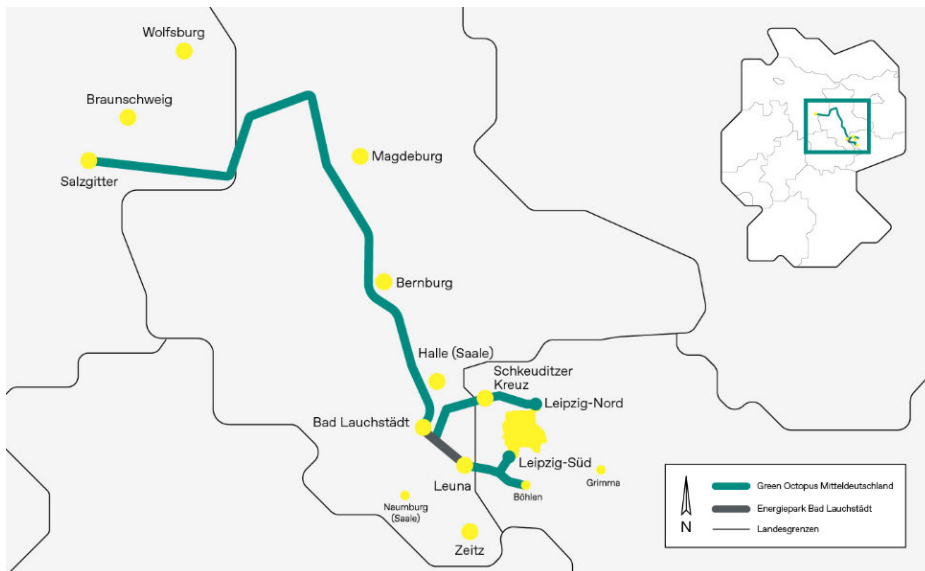 Wolfsburg
Braunschweig
Salzgitter
Magdeburg
Bernburg
Halle (Saale)
Schkeuditzer
Kreuz
Leipzig-Nord
Bad Lauchstädt
Leipzig-Süd
Leuna
Böhlen
Grimma
Naumburg
(Saale)
Zeitz
N
Green Octopus Mitteldeutschland
Energiepark Bad Lauchstädt
Landesgrenzen